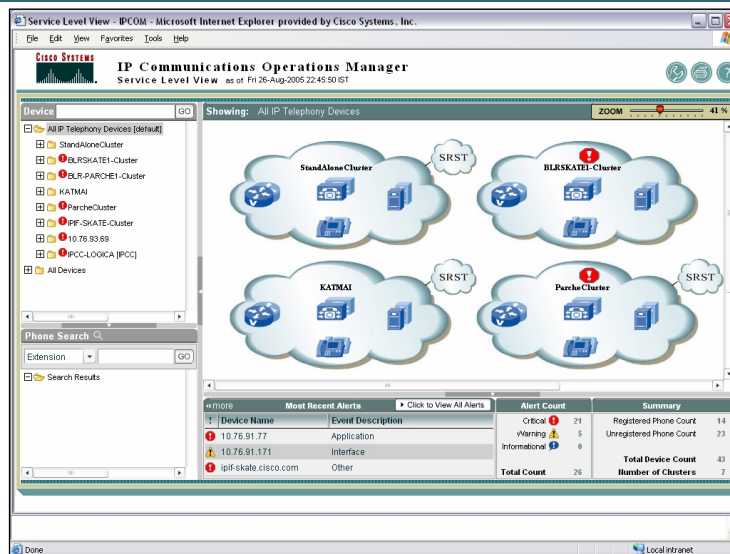 Service Level View - IPCOM - Microsoft Internet Explorer provided by Cisco Systems, Inc.
File Edit View Favorites Tools Help
CISCO SYSTEMS
IP Communications Operations Manager
Service Level View as of Fri 26-Aug-2005 22:45:50 IST
Device GO
All IP Telephony Devices [default]
StandAloneCluster
BLRSKATE1-Cluster
BLR-PARCHE1-Cluster
KATMAI
ParcheCluster
IPIF-SKATE-Cluster
10.76.93.69
IPCC-LOGICA [IPCC]
All Devices
Phone Search
Extension GO
Search Results
Showing: All IP Telephony Devices
ZOOM 41 %
StandAloneCluster
SRST
BLRSKATE1-Cluster
KATMAI
SRST
ParcheCluster
SRST
more Most Recent Alerts Click to View All Alerts
! Device Name Event Description
10.76.91.77 Application
10.76.91.171 Interface
ipif-skate.cisco.com Other
Alert Count
Critical 21
Warning 5
Informational 0
Total Count 26
Summary
Registered Phone Count 14
Unregistered Phone Count 23
Total Device Count 43
Number of Clusters 7
Done
Local intranet